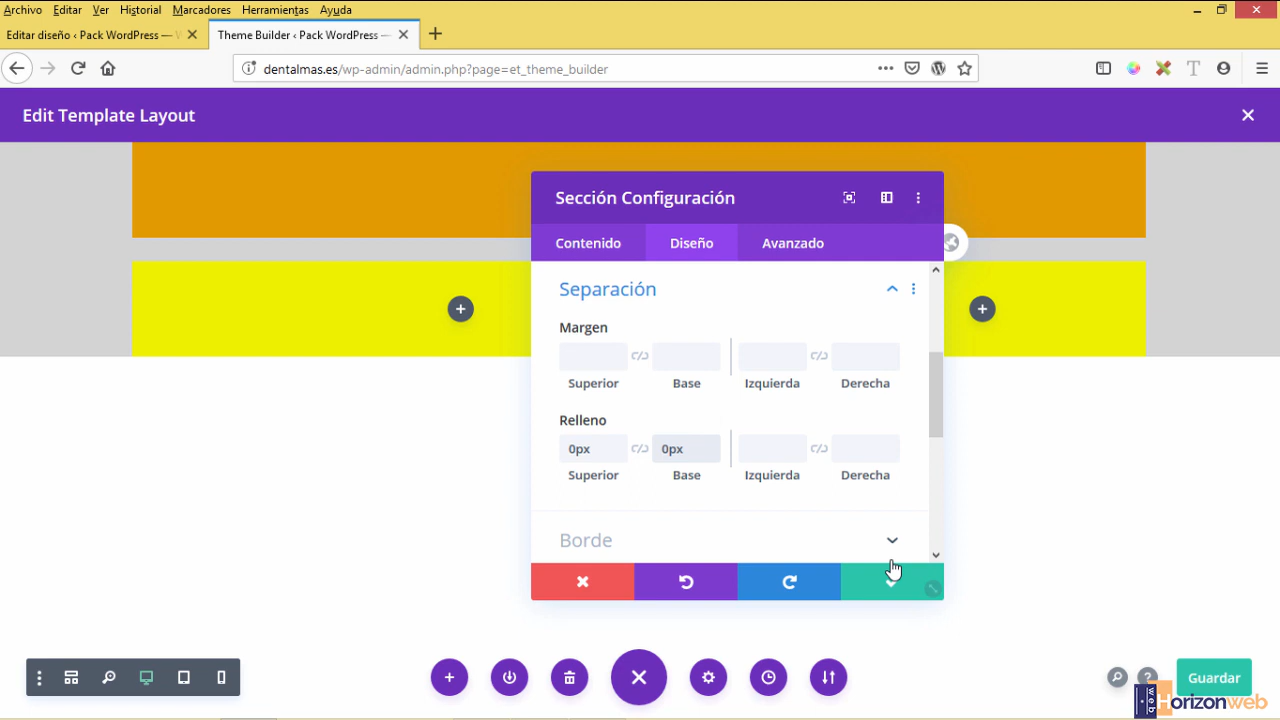 Archivo Editar Ver Historial Marcadores Herramientas Ayuda
Editar diseño ‹ Pack WordPress — W
Theme Builder ‹ Pack WordPress —
dentalmas.es/wp-admin/admin.php?page=et_theme_builder
Edit Template Layout
Sección Configuración
Contenido Diseño Avanzado
Separación
Margen
Superior Base Izquierda Derecha
Relleno
0px 0px
Superior Base Izquierda Derecha
Borde
Guardar
web Horizonweb